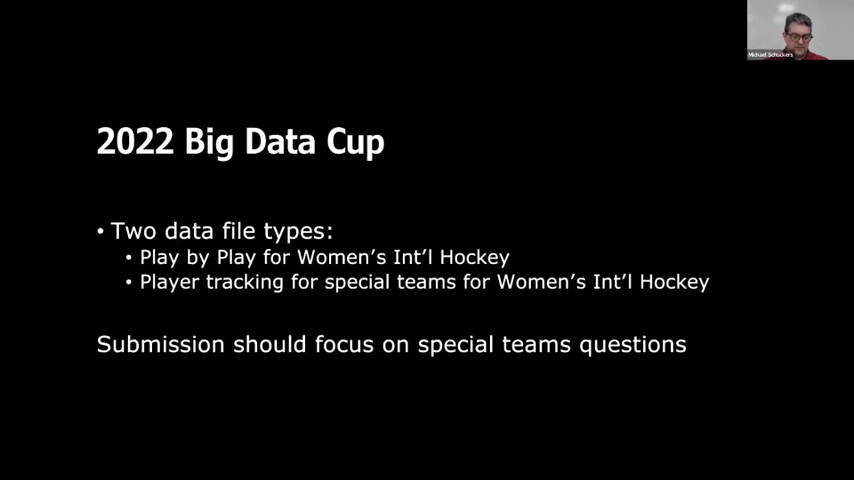 Michael Schuckers
2022 Big Data Cup
• Two data file types:
• Play by Play for Women's Int'l Hockey
• Player tracking for special teams for Women's Int'l Hockey
Submission should focus on special teams questions